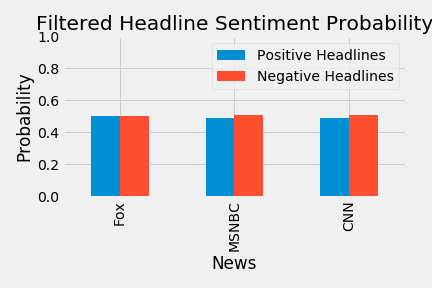 Filtered Headline Sentiment Probability
Positive Headlines
Negative Headlines
1.0
0.8
0.6
0.4
0.2
0.0
Probability
Fox
MSNBC
CNN
News